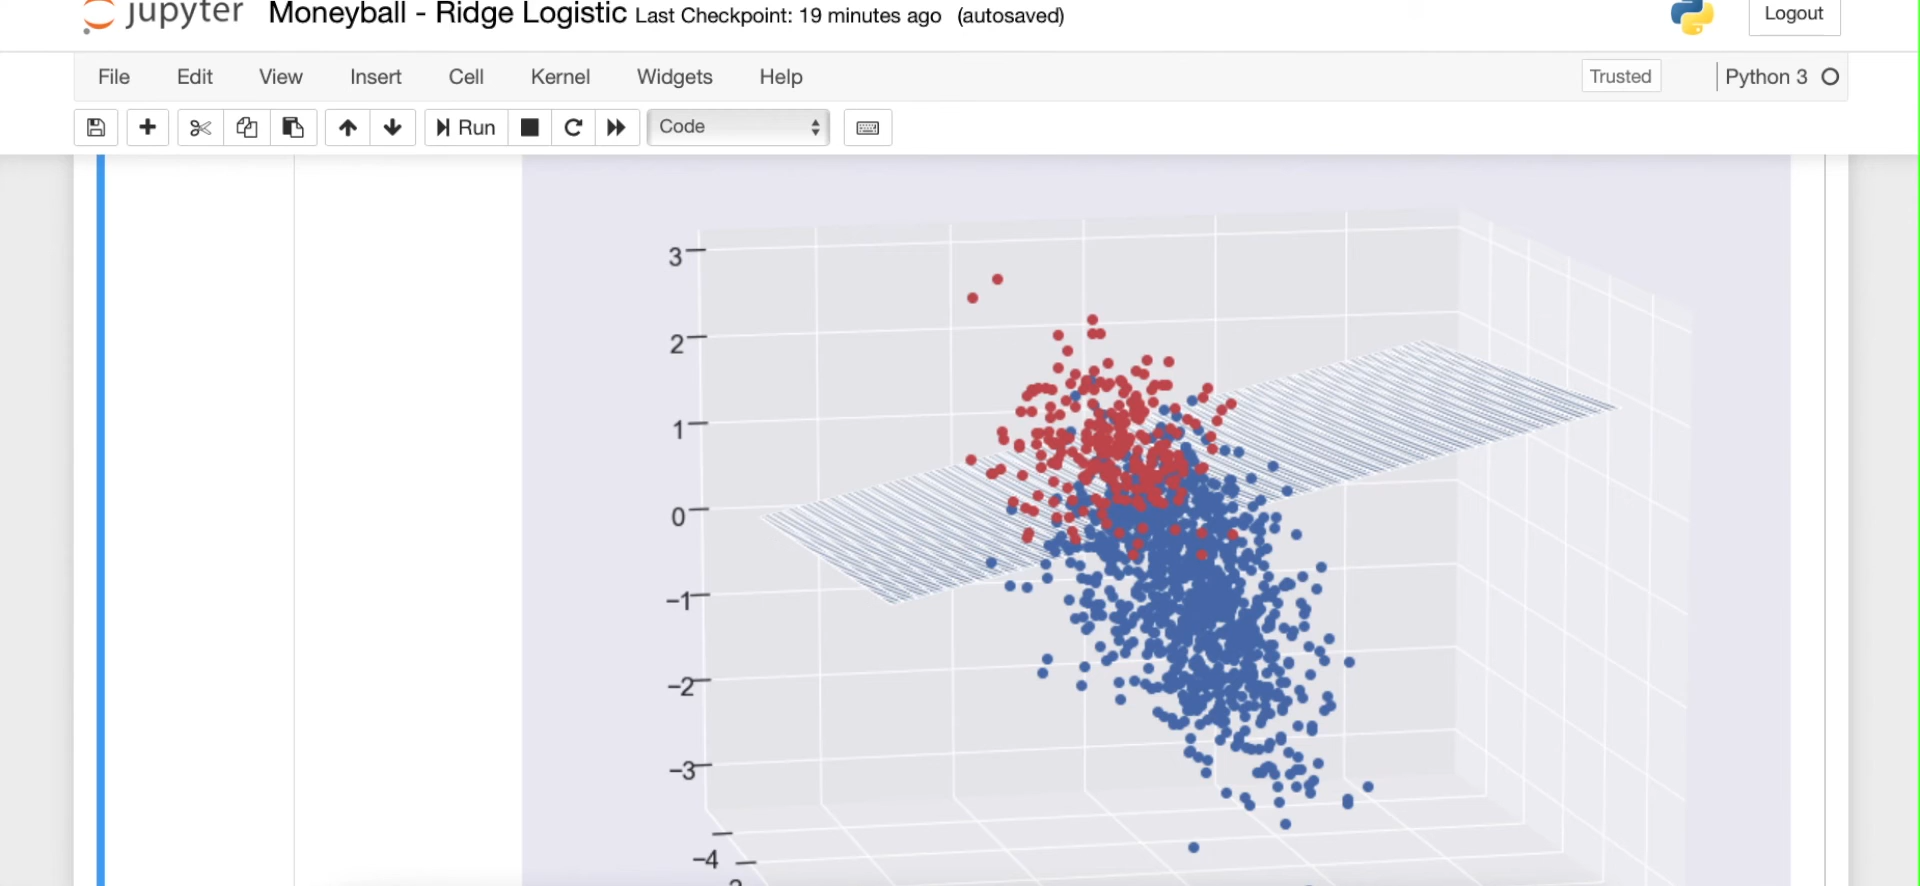 jupyter Moneyball - Ridge Logistic Last Checkpoint: 19 minutes ago (autosaved) Logout
File Edit View Insert Cell Kernel Widgets Help Trusted Python 3
Run Code
3
2
1
0
−1
−2
−3
−4